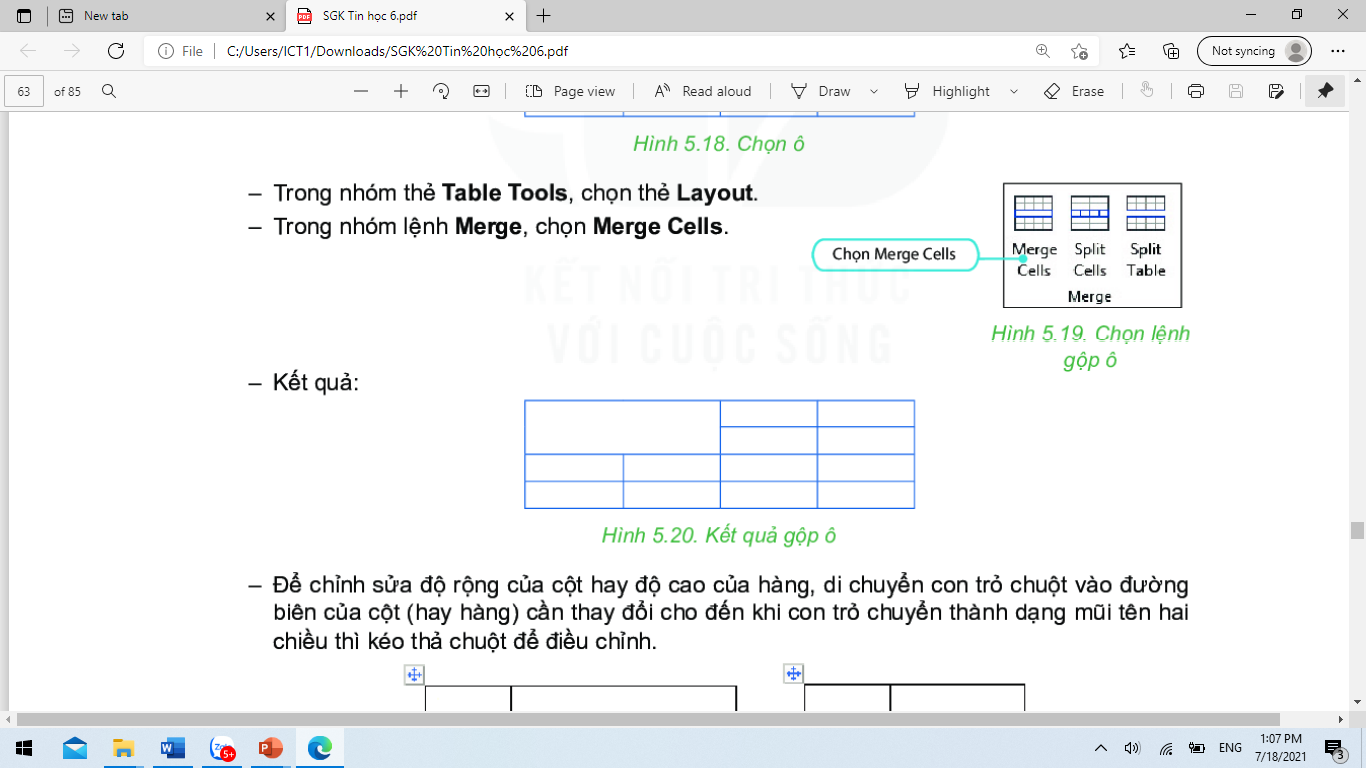 New tab
SGK Tin học 6.pdf
File
C:/Users/ICT1/Downloads/SGK%20Tin%20học%206.pdf
Not syncing
63
of 85
Page view
Read aloud
Draw
Highlight
Erase
Hình 5.18. Chọn ô
– Trong nhóm thẻ Table Tools, chọn thẻ Layout.
– Trong nhóm lệnh Merge, chọn Merge Cells.
Chọn Merge Cells
Merge Split Split
Cells Cells Table
Merge
KẾT NỐI TRI THỨC
VỚI CUỘC SỐNG
Hình 5.19. Chọn lệnh
gộp ô
– Kết quả:
Hình 5.20. Kết quả gộp ô
– Để chỉnh sửa độ rộng của cột hay độ cao của hàng, di chuyển con trỏ chuột vào đường
biên của cột (hay hàng) cần thay đổi cho đến khi con trỏ chuyển thành dạng mũi tên hai
chiều thì kéo thả chuột để điều chỉnh.
5+
ENG
1:07 PM
7/18/2021
3